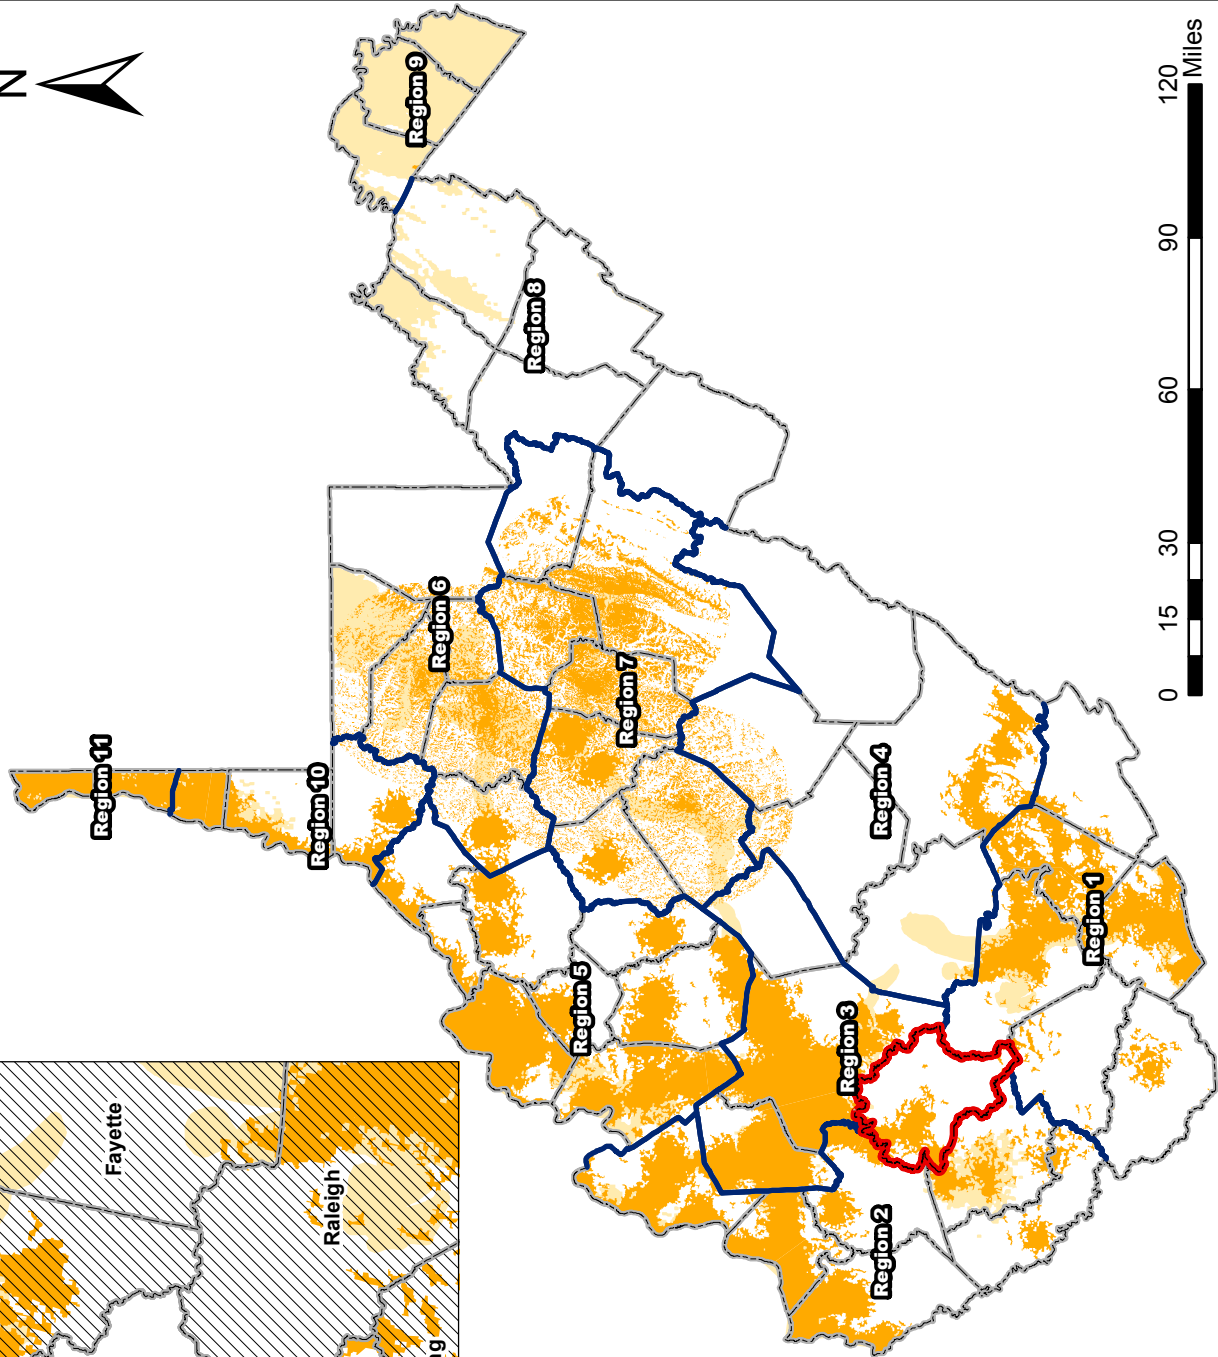 N
Region 9
Region 8
Region 11
Region 10
Region 6
Region 7
Region 5
Region 4
Region 3
Region 1
Region 2
Fayette
Raleigh
ng
0
15
30
60
90
120
Miles